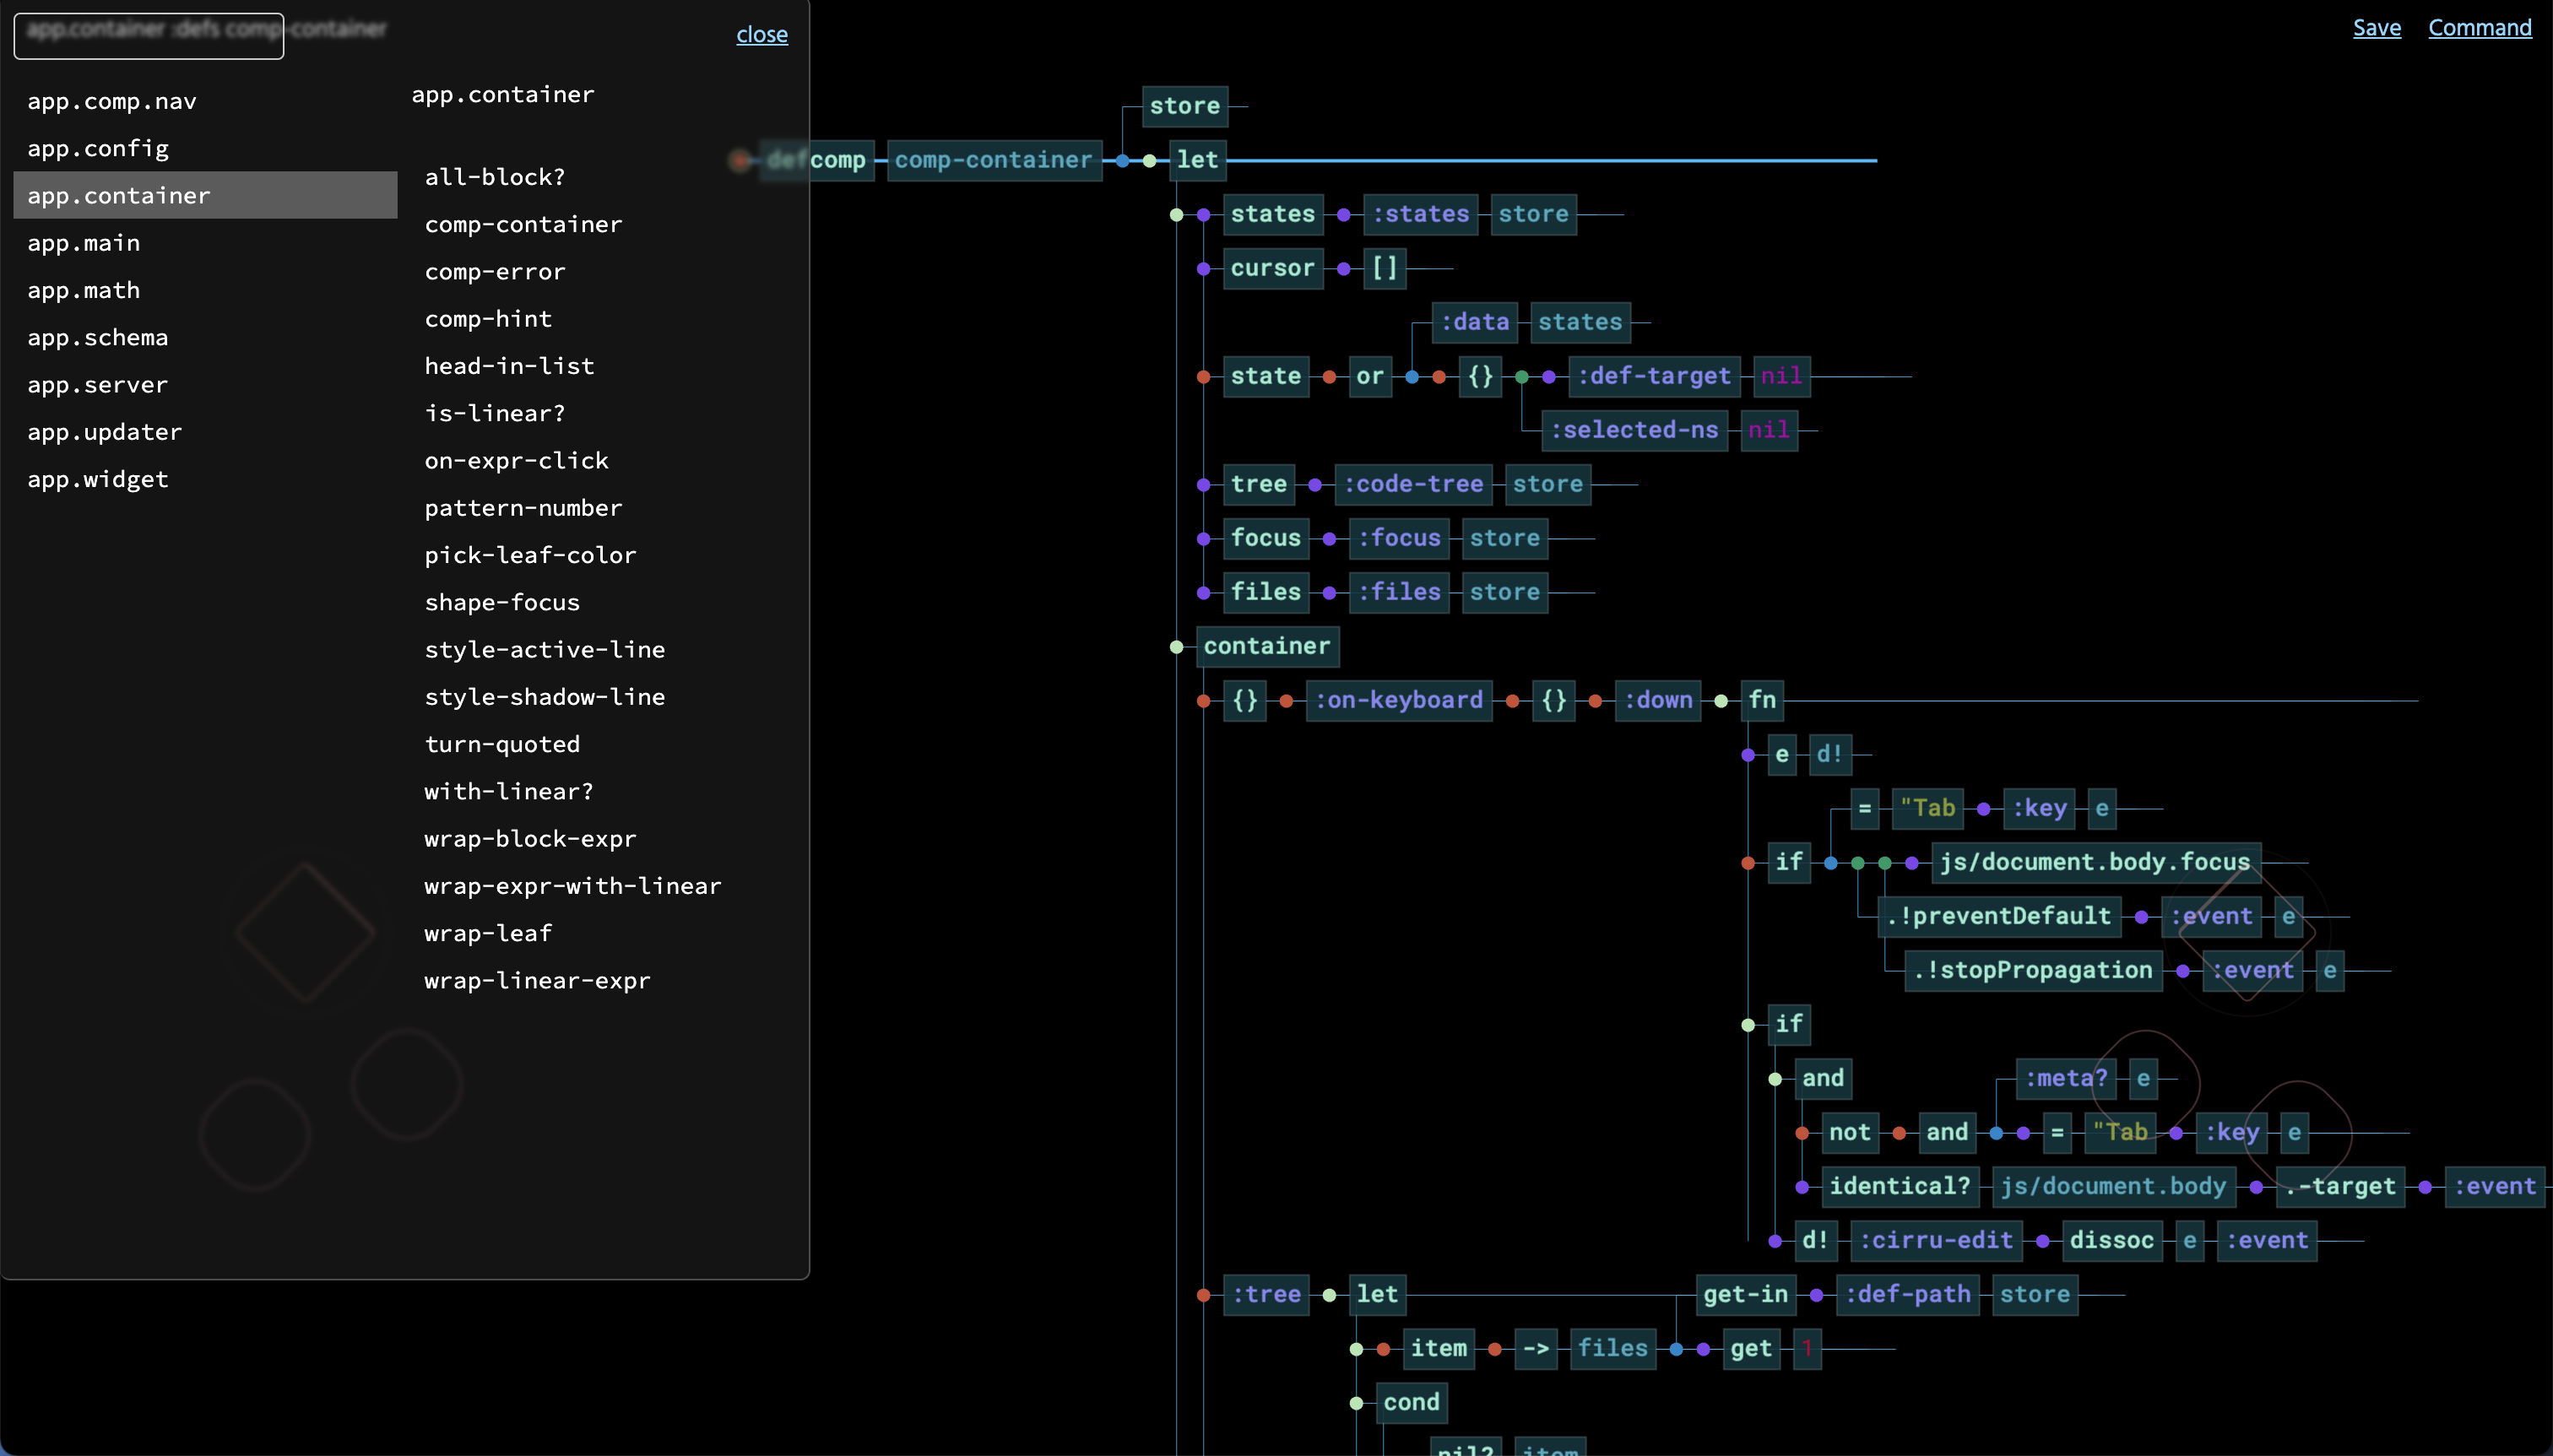 app.container :defs comp-container
close
Save Command
app.comp.nav
app.config
app.container
app.main
app.math
app.schema
app.server
app.updater
app.widget
app.container
all-block?
comp-container
comp-error
comp-hint
head-in-list
is-linear?
on-expr-click
pattern-number
pick-leaf-color
shape-focus
style-active-line
style-shadow-line
turn-quoted
with-linear?
wrap-block-expr
wrap-expr-with-linear
wrap-leaf
wrap-linear-expr
store
defcomp comp-container let
states :states store
cursor []
:data states
state or {} :def-target nil
:selected-ns nil
tree :code-tree store
focus :focus store
files :files store
container
{} :on-keyboard {} :down fn
e d!
= "Tab :key e
if js/document.body.focus
.!preventDefault :event e
.!stopPropagation :event e
if
and :meta? e
not and = "Tab :key e
identical? js/document.body .-target :event
d! :cirru-edit dissoc e :event
:tree let get-in :def-path store
item -> files get 1
cond
nil? item